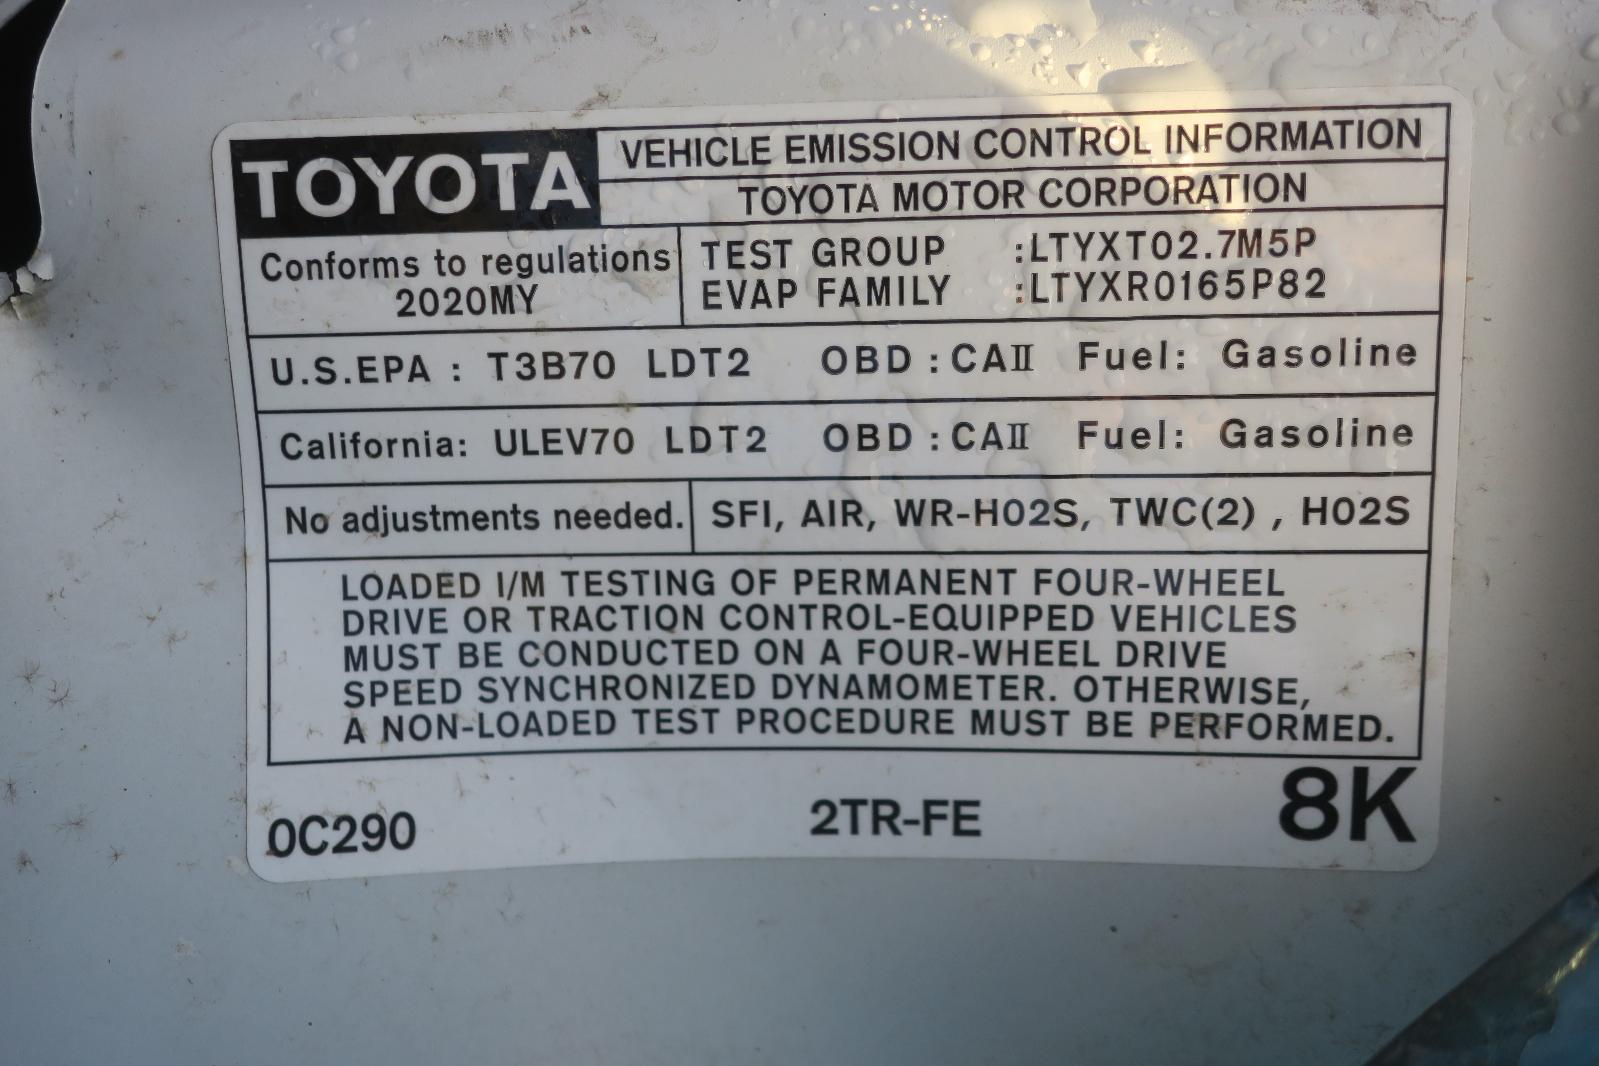 TOYOTA
VEHICLE EMISSION CONTROL INFORMATION
TOYOTA MOTOR CORPORATION
Conforms to regulations
2020MY
TEST GROUP :LTYXT02.7M5P
EVAP FAMILY :LTYXR0165P82
U.S.EPA : T3B70 LDT2 OBD : CAII Fuel: Gasoline
California: ULEV70 LDT2 OBD : CAII Fuel: Gasoline
No adjustments needed.
SFI, AIR, WR-HO2S, TWC(2) , HO2S
LOADED I/M TESTING OF PERMANENT FOUR-WHEEL
DRIVE OR TRACTION CONTROL-EQUIPPED VEHICLES
MUST BE CONDUCTED ON A FOUR-WHEEL DRIVE
SPEED SYNCHRONIZED DYNAMOMETER. OTHERWISE,
A NON-LOADED TEST PROCEDURE MUST BE PERFORMED.
0C290 2TR-FE 8K